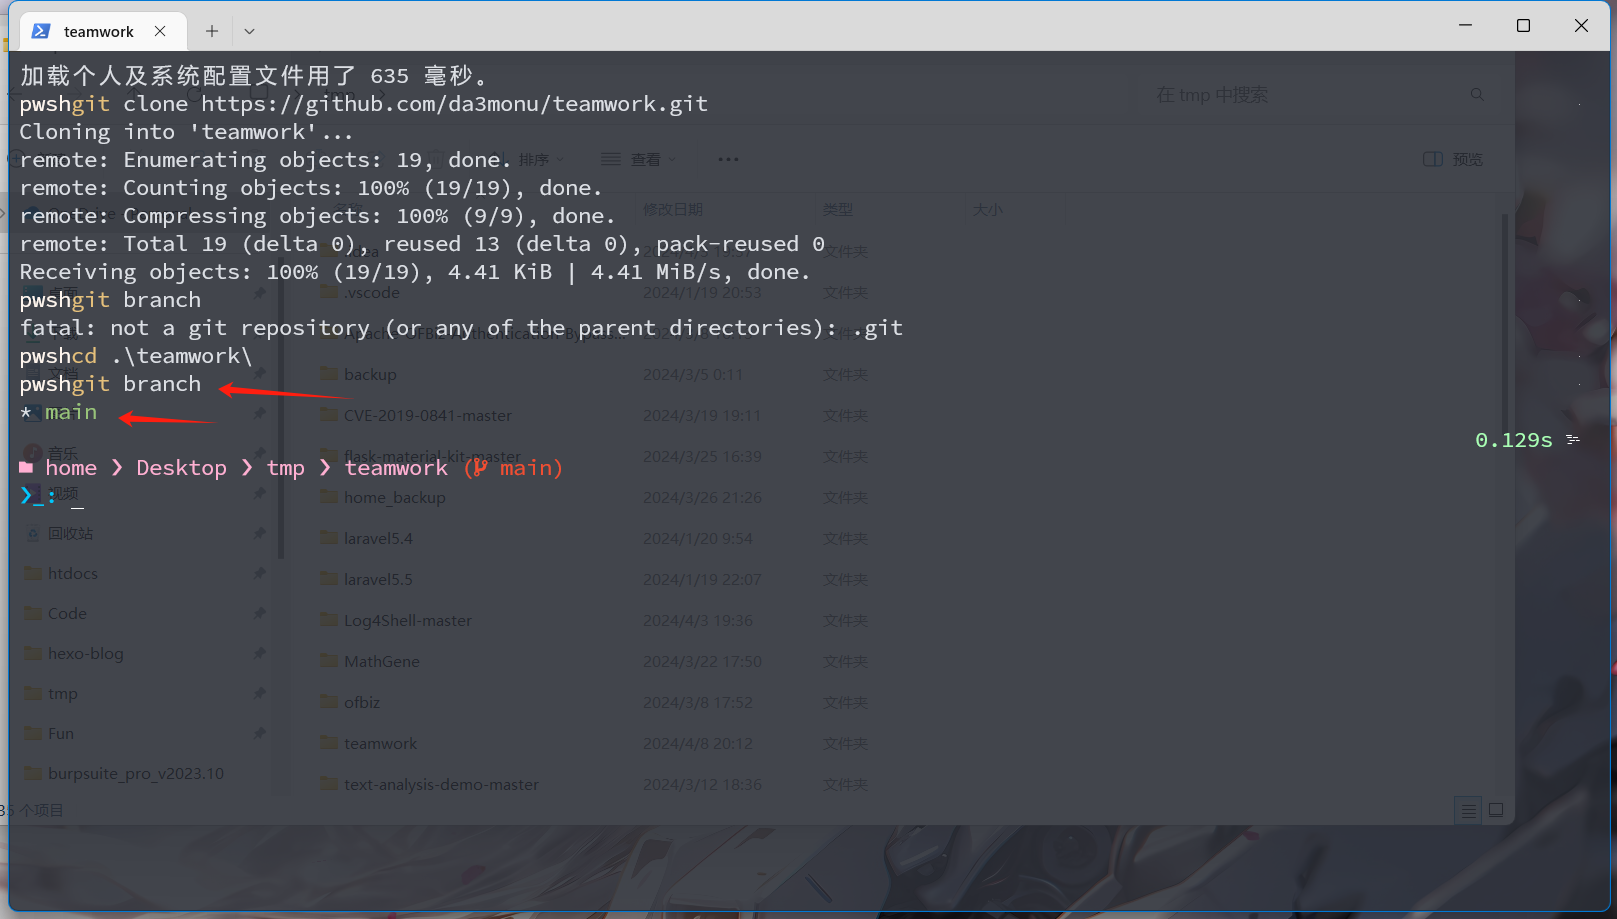 teamwork
加载个人及系统配置文件用了 635 毫秒。
pwshgit clone https://github.com/da3monu/teamwork.git
Cloning into 'teamwork'...
remote: Enumerating objects: 19, done.
remote: Counting objects: 100% (19/19), done.
remote: Compressing objects: 100% (9/9), done.
remote: Total 19 (delta 0), reused 13 (delta 0), pack-reused 0
Receiving objects: 100% (19/19), 4.41 KiB | 4.41 MiB/s, done.
pwshgit branch
fatal: not a git repository (or any of the parent directories): .git
pwshcd .\teamwork\
pwshgit branch
* main
0.129s
home ❯ Desktop ❯ tmp ❯ teamwork ( main)
❯_:
在 tmp 中搜索
排序 查看 ••• 预览
修改日期 类型 大小
文件夹
.vscode 2024/1/19 20:53 文件夹
文件夹
backup 2024/3/5 0:11 文件夹
CVE-2019-0841-master 2024/3/19 19:11 文件夹
flask-material-kit-master 2024/3/25 16:39 文件夹
home_backup 2024/3/26 21:26 文件夹
laravel5.4 2024/1/20 9:54 文件夹
laravel5.5 2024/1/19 22:07 文件夹
Log4Shell-master 2024/4/3 19:36 文件夹
MathGene 2024/3/22 17:50 文件夹
ofbiz 2024/3/8 17:52 文件夹
teamwork 2024/4/8 20:12 文件夹
text-analysis-demo-master 2024/3/12 18:36 文件夹
音乐
视频
回收站
htdocs
Code
hexo-blog
tmp
Fun
burpsuite_pro_v2023.10
个项目